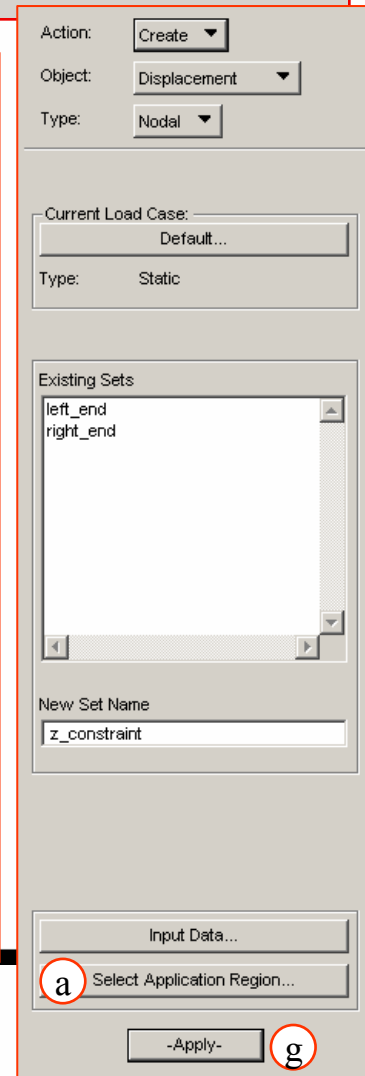 Action: Create
Object: Displacement
Type: Nodal
Current Load Case:
Default...
Type: Static
Existing Sets
left_end
right_end
New Set Name
z_constraint
Input Data...
a Select Application Region...
-Apply- g